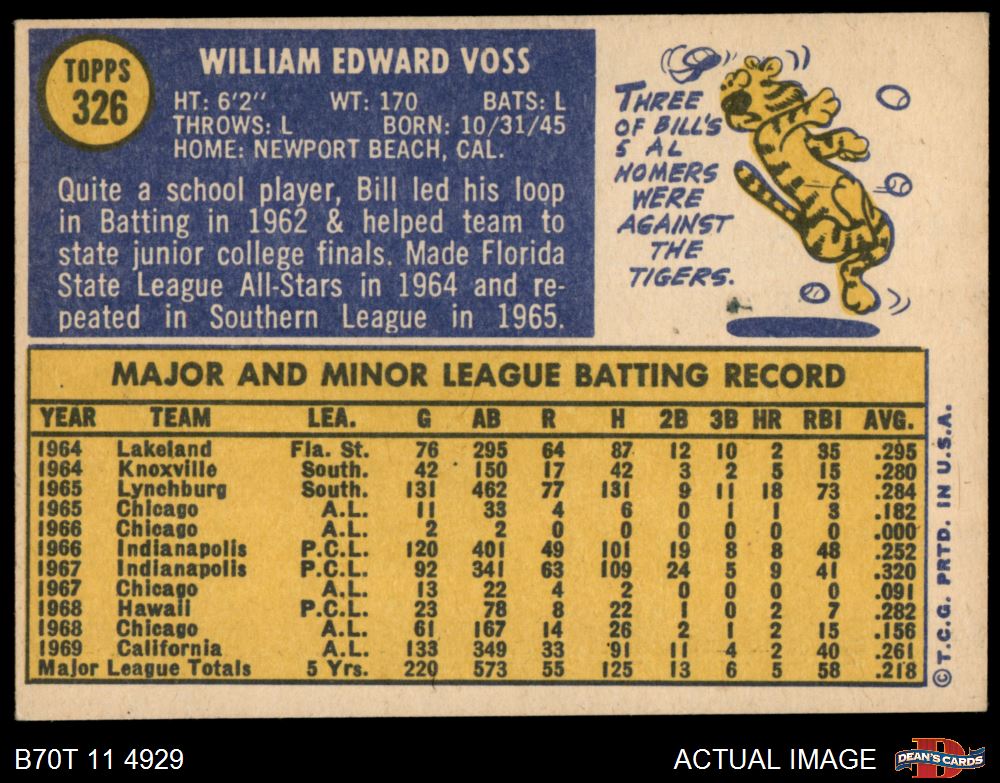 TOPPS
326
WILLIAM EDWARD VOSS
HT: 6'2" WT: 170 BATS: L
THROWS: L BORN: 10/31/45
HOME: NEWPORT BEACH, CAL.
Quite a school player, Bill led his loop
in Batting in 1962 & helped team to
state junior college finals. Made Florida
State League All-Stars in 1964 and re-
peated in Southern League in 1965.
THREE
OF BILL'S
5 AL
HOMERS
WERE
AGAINST
THE
TIGERS.
MAJOR AND MINOR LEAGUE BATTING RECORD
YEAR TEAM LEA. G AB R H 2B 3B HR RBI AVG.
1964 Lakeland Fla. St. 76 295 64 87 12 10 2 35 .295
1964 Knoxville South. 42 150 17 42 3 2 5 15 .280
1965 Lynchburg South. 131 462 77 131 9 11 18 73 .284
1965 Chicago A.L. 11 33 4 6 0 1 1 3 .182
1966 Chicago A.L. 2 2 0 0 0 0 0 0 .000
1966 Indianapolis P.C.L. 120 401 49 101 19 8 8 48 .252
1967 Indianapolis P.C.L. 92 341 63 109 24 5 9 41 .320
1967 Chicago A.L. 13 22 4 2 0 0 0 0 .091
1968 Hawaii P.C.L. 23 78 8 22 1 0 2 7 .282
1968 Chicago A.L. 61 167 14 26 2 1 2 15 .156
1969 California A.L. 133 349 33 91 11 4 2 40 .261
Major League Totals 5 Yrs. 220 573 55 125 13 6 5 58 .218
©T.C.G. PRTD. IN U.S.A.
B70T 11 4929
ACTUAL IMAGE
D
DEAN'S CARDS